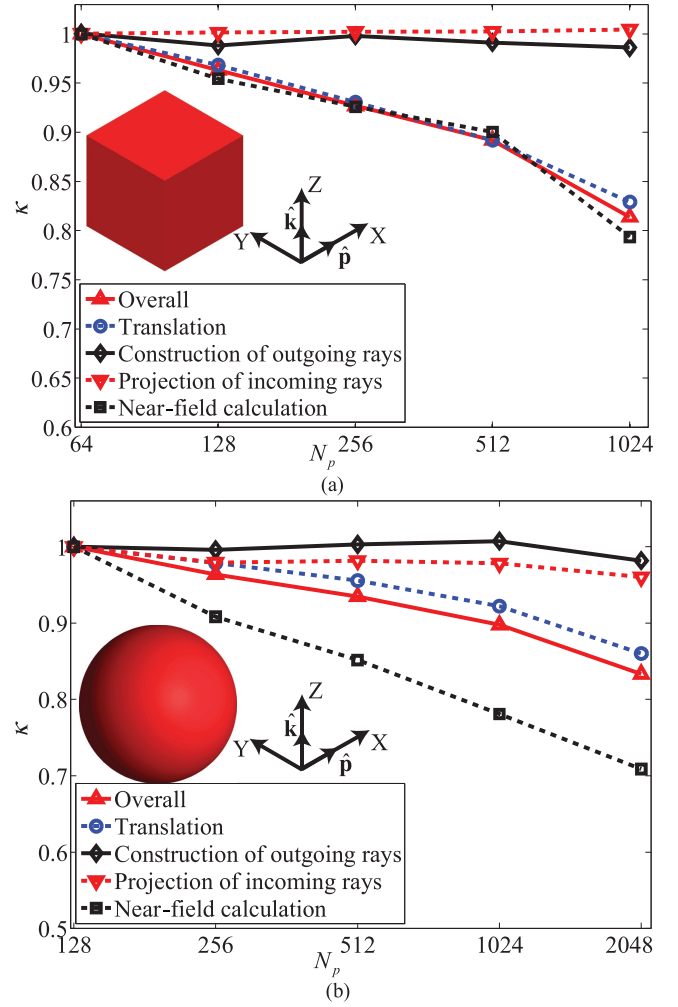 1
0.95
0.9
0.85
0.8
0.75
0.7
0.65
0.6
κ
Z
k̂
Y
X
p̂
Overall
Translation
Construction of outgoing rays
Projection of incoming rays
Near-field calculation
64 128 256 512 1024
N_p
(a)
1
0.9
0.8
0.7
0.6
0.5
κ
Z
k̂
Y
X
p̂
Overall
Translation
Construction of outgoing rays
Projection of incoming rays
Near-field calculation
128 256 512 1024 2048
N_p
(b)